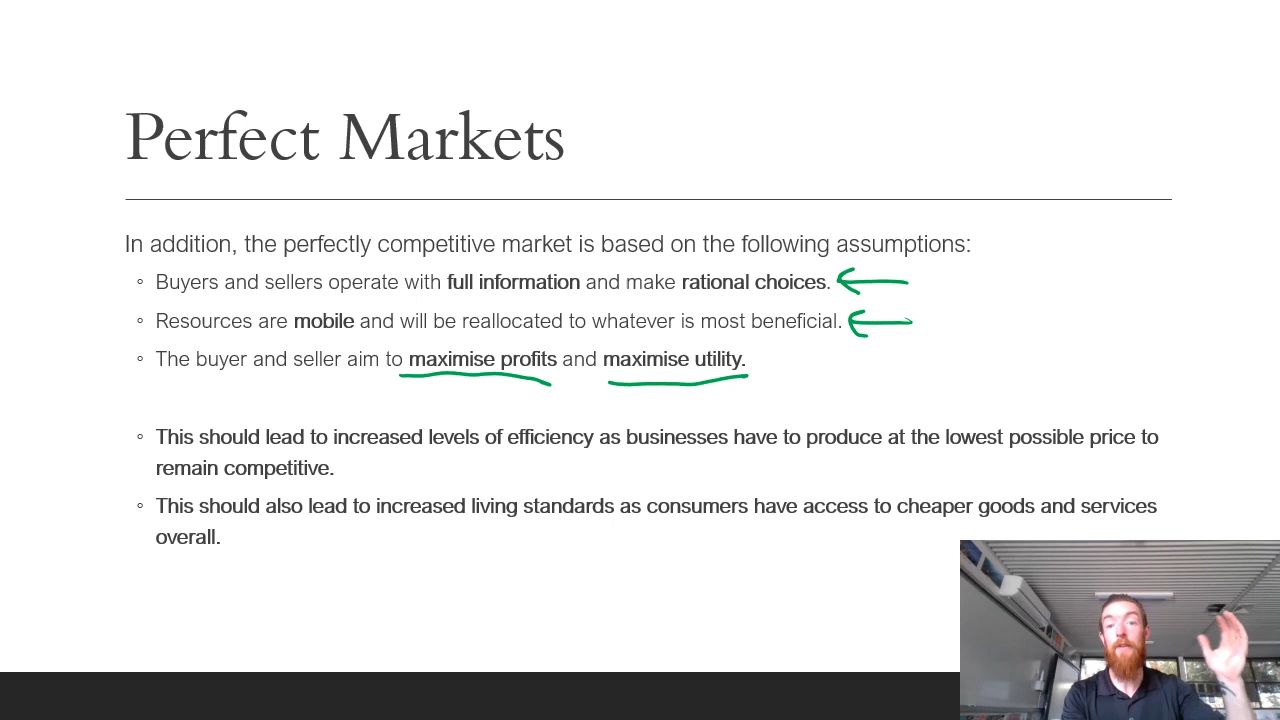 Perfect Markets
In addition, the perfectly competitive market is based on the following assumptions:
◦ Buyers and sellers operate with full information and make rational choices.
◦ Resources are mobile and will be reallocated to whatever is most beneficial.
◦ The buyer and seller aim to maximise profits and maximise utility.
◦ This should lead to increased levels of efficiency as businesses have to produce at the lowest possible price to
remain competitive.
◦ This should also lead to increased living standards as consumers have access to cheaper goods and services
overall.